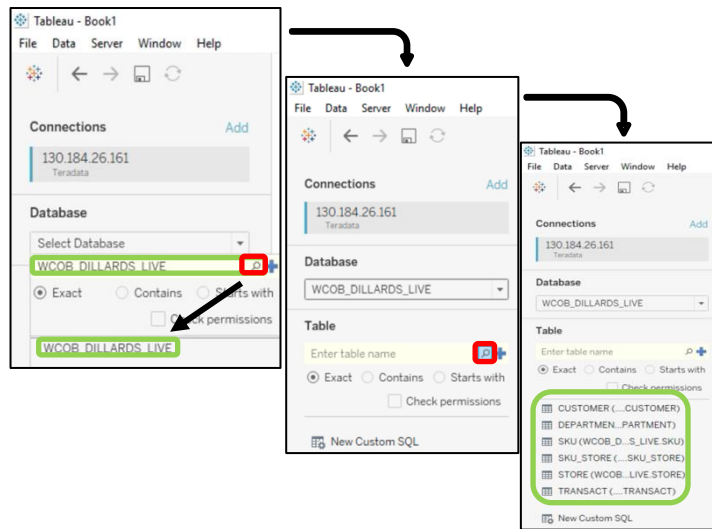 Tableau - Book1
File Data Server Window Help
Connections Add
130.184.26.161
Teradata
Database
Select Database
WCOB_DILLARDS_LIVE
Exact Contains Starts with
Check permissions
WCOB_DILLARDS_LIVE
Tableau - Book1
File Data Server Window Help
Connections Add
130.184.26.161
Teradata
Database
WCOB_DILLARDS_LIVE
Table
Enter table name
Exact Contains Starts with
Check permissions
New Custom SQL
Tableau - Book1
File Data Server Window Help
Connections Add
130.184.26.161
Teradata
Database
WCOB_DILLARDS_LIVE
Table
Enter table name
Exact Contains Starts with
Check permissions
CUSTOMER (....CUSTOMER)
DEPARTMEN...PARTMENT)
SKU (WCOB_D...S_LIVE.SKU)
SKU_STORE (....SKU_STORE)
STORE (WCOB...LIVE.STORE)
TRANSACT (....TRANSACT)
New Custom SQL